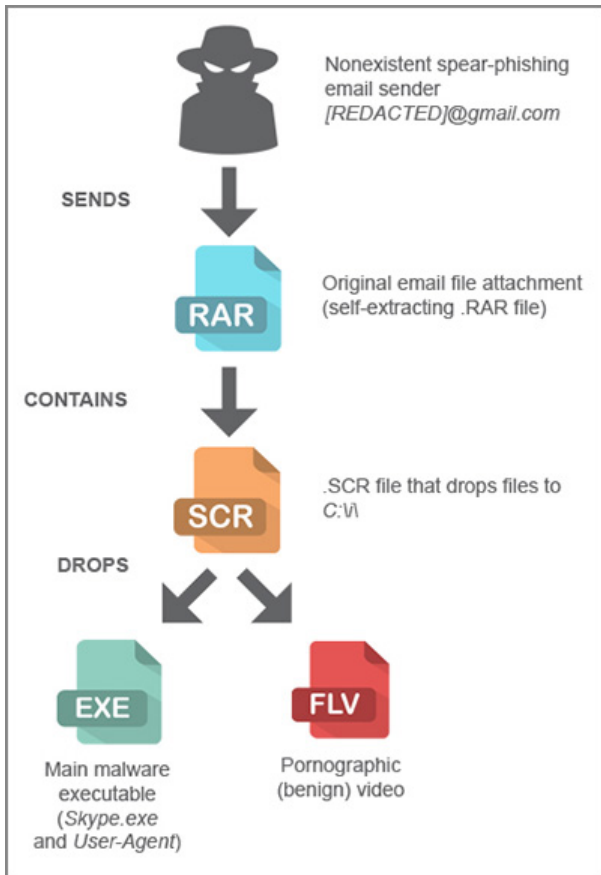 Nonexistent spear-phishing
email sender
[REDACTED]@gmail.com
SENDS
RAR
Original email file attachment
(self-extracting .RAR file)
CONTAINS
SCR
.SCR file that drops files to
C:\i\
DROPS
EXE
Main malware
executable
(Skype.exe
and User-Agent)
FLV
Pornographic
(benign) video